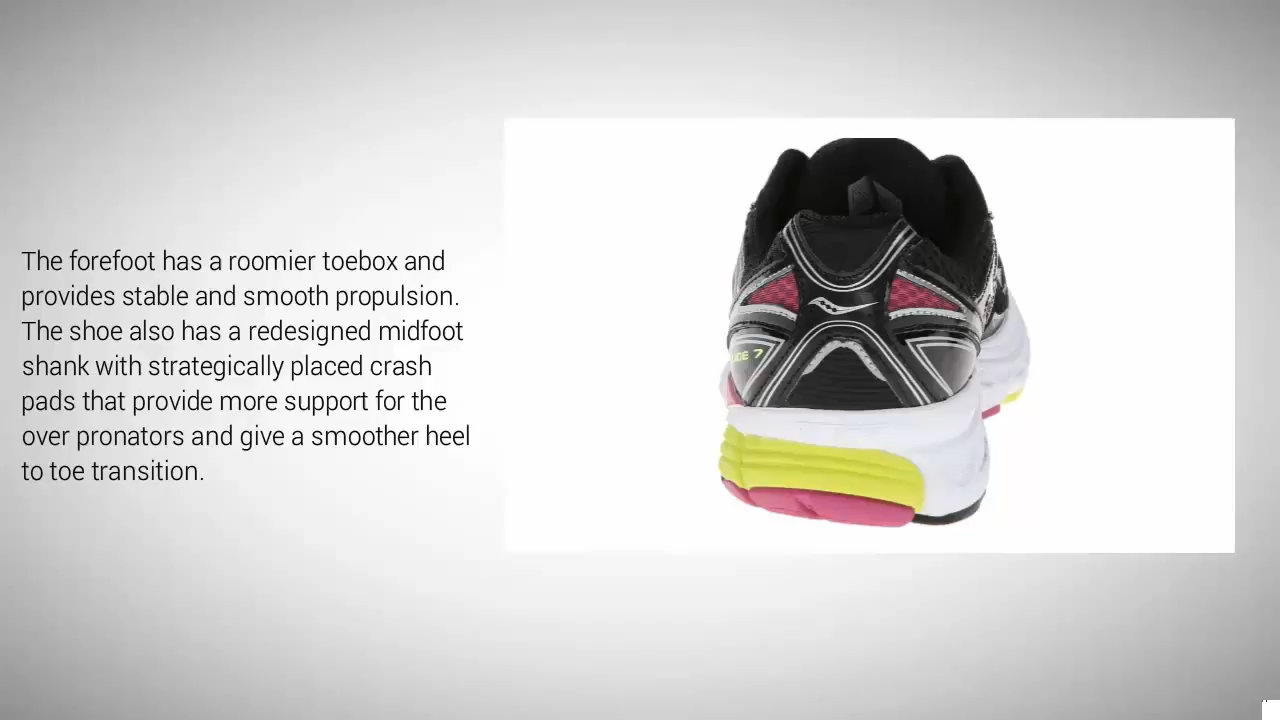 The forefoot has a roomier toebox and
provides stable and smooth propulsion.
The shoe also has a redesigned midfoot
shank with strategically placed crash
pads that provide more support for the
over pronators and give a smoother heel
to toe transition.
7